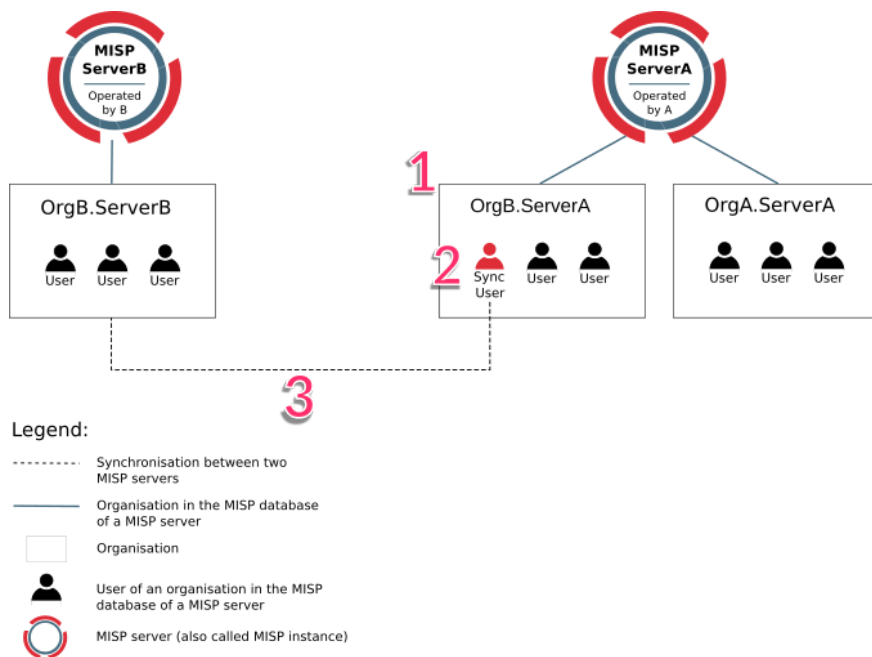 MISP
ServerB
Operated
by B
MISP
ServerA
Operated
by A
1
OrgB.ServerB
User
User
User
OrgB.ServerA
2
Sync
User
User
User
OrgA.ServerA
User
User
User
3
Legend:
Synchronisation between two
MISP servers
Organisation in the MISP database
of a MISP server
Organisation
User of an organisation in the MISP
database of a MISP server
MISP server (also called MISP instance)